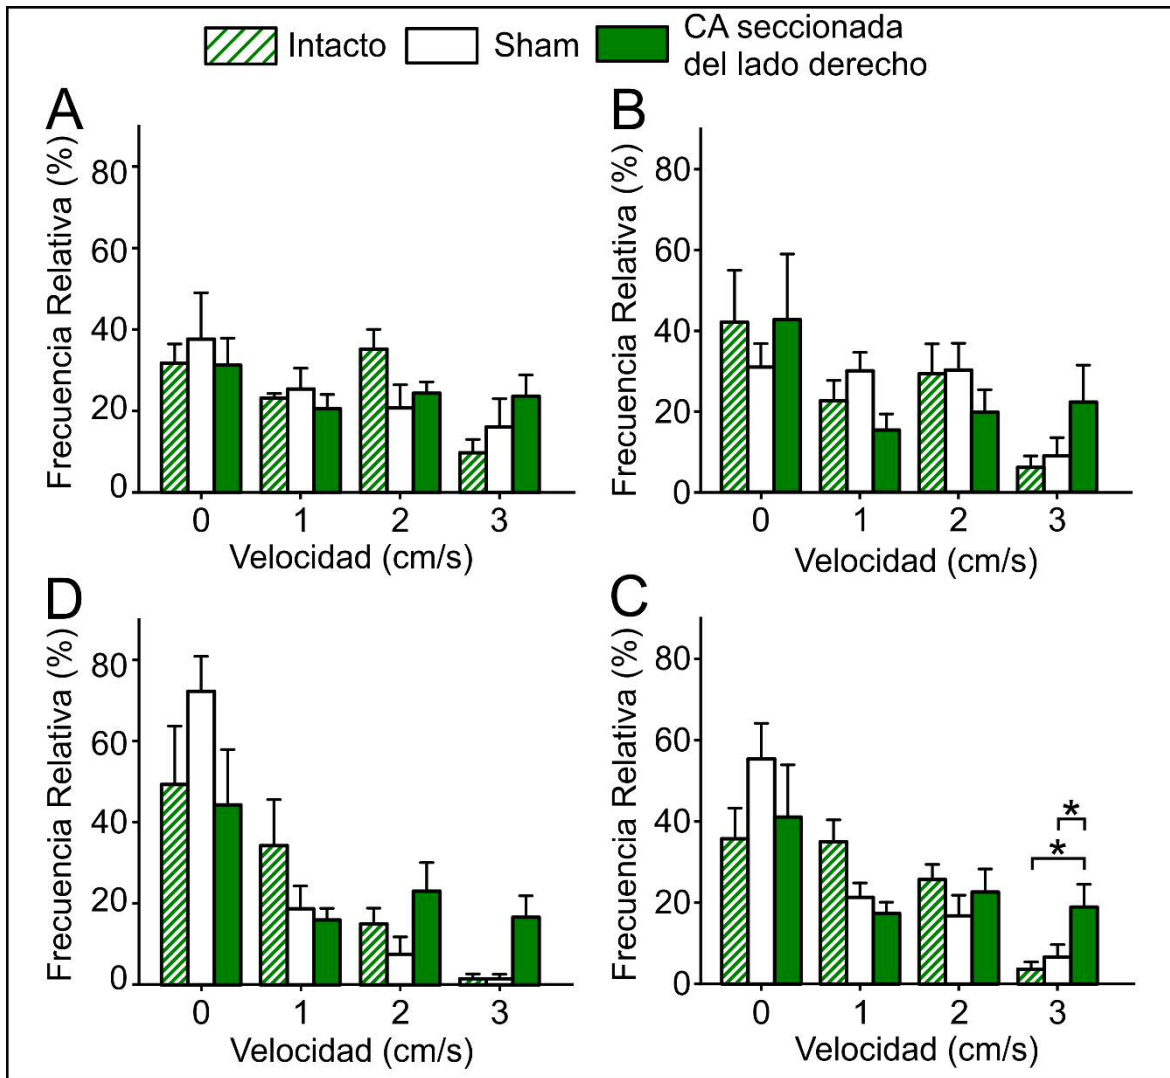 Intacto Sham CA seccionada
del lado derecho
A
Frecuencia Relativa (%)
80
60
40
20
0
0 1 2 3
Velocidad (cm/s)
B
Frecuencia Relativa (%)
80
60
40
20
0
0 1 2 3
Velocidad (cm/s)
D
Frecuencia Relativa (%)
80
60
40
20
0
0 1 2 3
Velocidad (cm/s)
C
Frecuencia Relativa (%)
80
60
40
20
0
*
*
0 1 2 3
Velocidad (cm/s)